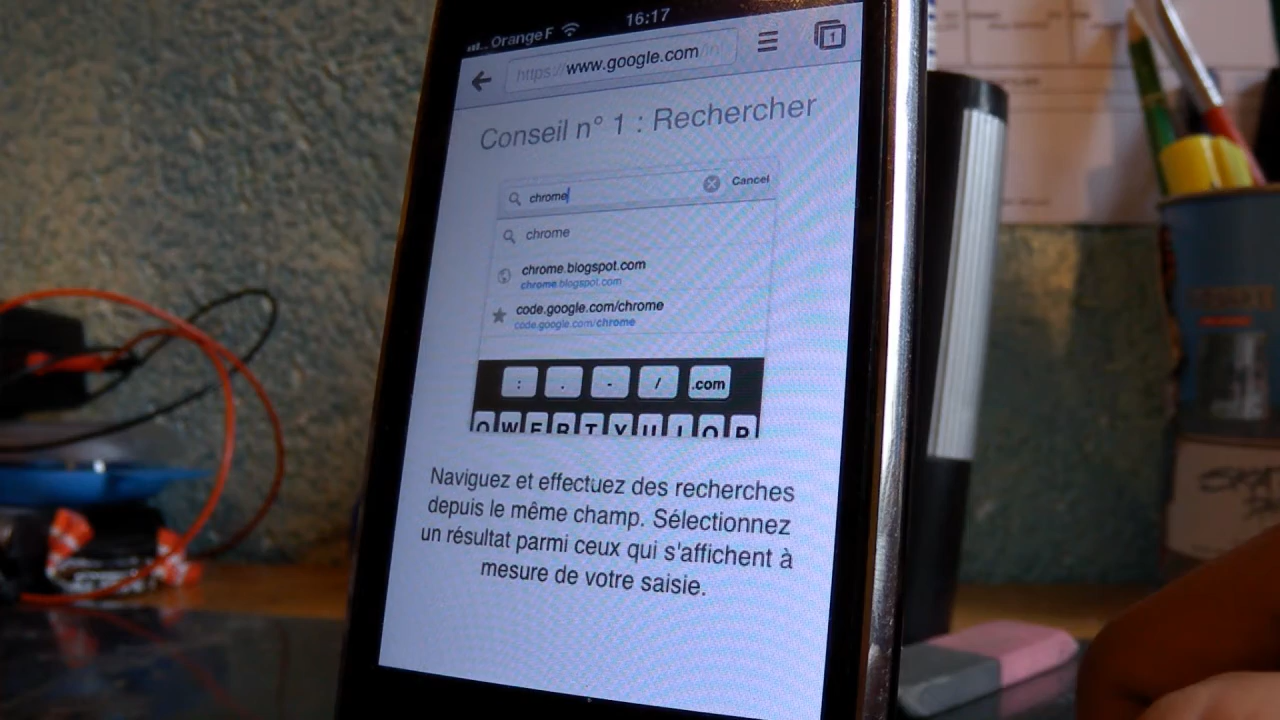 Orange F 16:17
https://www.google.com/int
1
Conseil n° 1 : Rechercher
chrome Cancel
chrome
chrome.blogspot.com
chrome.blogspot.com
code.google.com/chrome
code.google.com/chrome
: . - / .com
Q W E R T Y U I O P
Naviguez et effectuez des recherches
depuis le même champ. Sélectionnez
un résultat parmi ceux qui s'affichent à
mesure de votre saisie.